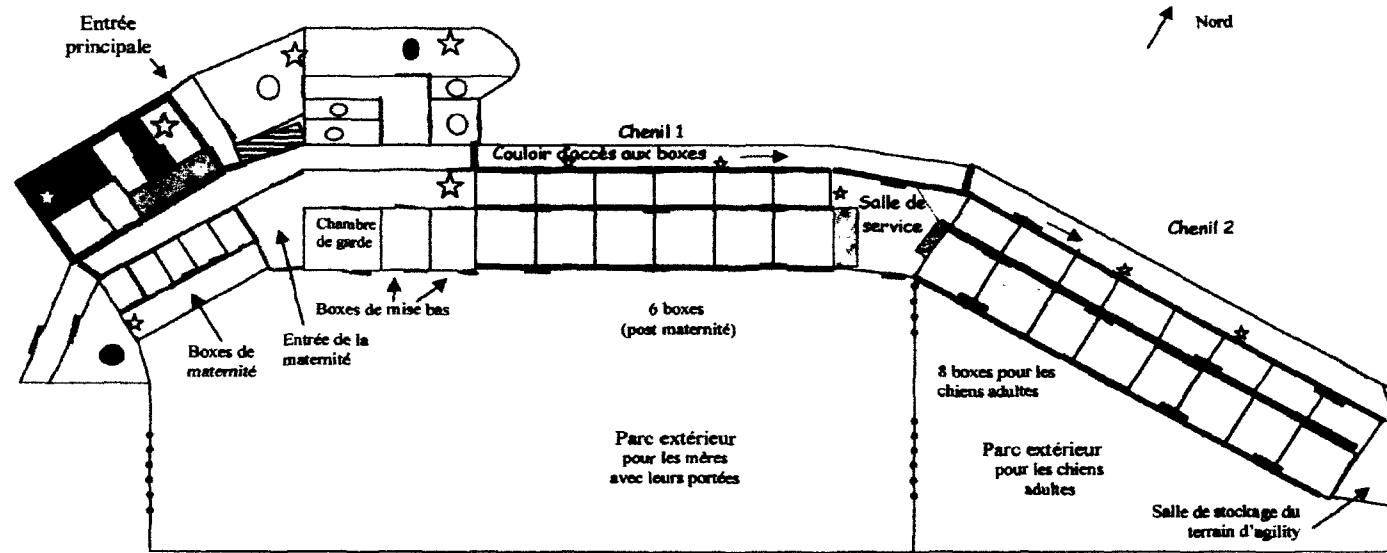 Entrée
principale
Nord
Chenil 1
Couloir d'accès aux boxes
Chambre
de garde
Salle de
service
Chenil 2
Boxes de mise bas
6 boxes
(post maternité)
Boxes de
maternité
Entrée de la
maternité
8 boxes pour les
chiens adultes
Parc extérieur
pour les mères
avec leurs portées
Parc extérieur
pour les chiens
adultes
Salle de stockage du
terrain d'agility